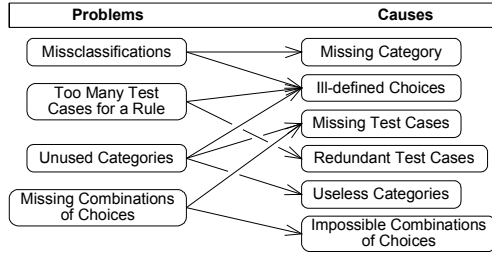 Problems
Causes
Missclassifications
Too Many Test
Cases for a Rule
Unused Categories
Missing Combinations
of Choices
Missing Category
Ill-defined Choices
Missing Test Cases
Redundant Test Cases
Useless Categories
Impossible Combinations
of Choices